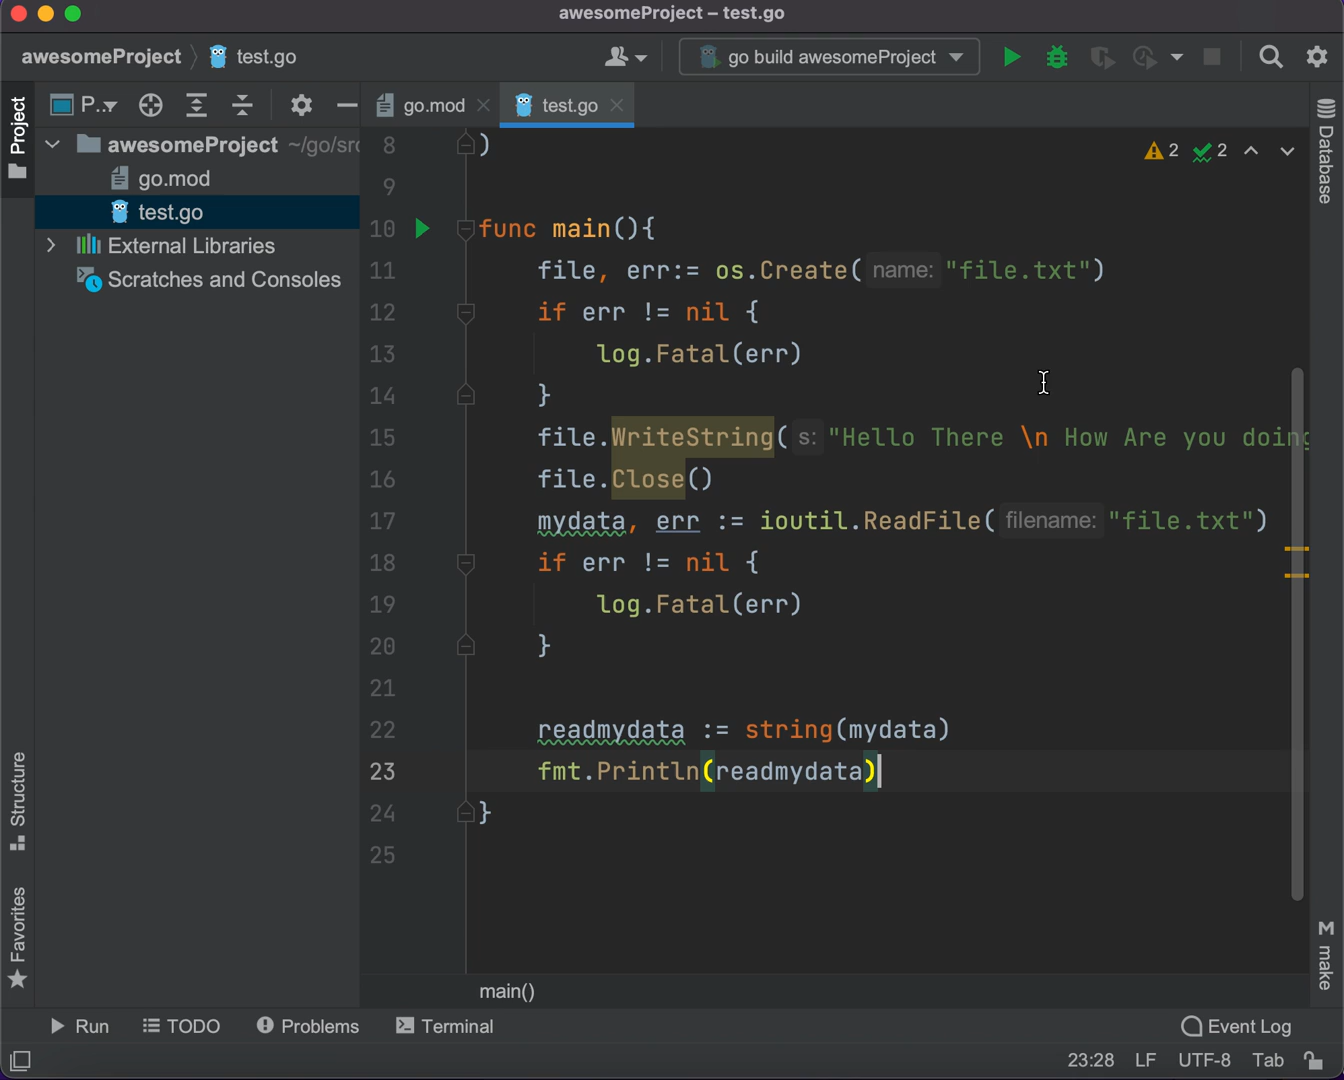 awesomeProject – test.go
awesomeProject test.go
go build awesomeProject
P..
go.mod
test.go
Project
awesomeProject ~/go/src
go.mod
test.go
External Libraries
Scratches and Consoles
Structure
Favorites
2 2
8 )
9
10 func main(){
11 file, err:= os.Create( name: "file.txt")
12 if err != nil {
13 log.Fatal(err)
14 }
15 file.WriteString( s: "Hello There \n How Are you doing
16 file.Close()
17 mydata, err := ioutil.ReadFile( filename: "file.txt")
18 if err != nil {
19 log.Fatal(err)
20 }
21
22 readmydata := string(mydata)
23 fmt.Println(readmydata)
24 }
25
main()
Database
make
Run TODO Problems Terminal Event Log
23:28 LF UTF-8 Tab